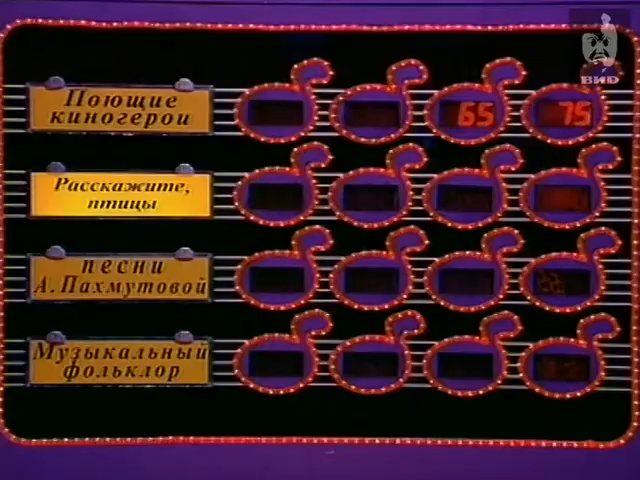 ВИD
Поющие
киногерои
65 75
Расскажите,
птицы
песни
А. Пахмутовой
Музыкальный
фольклор